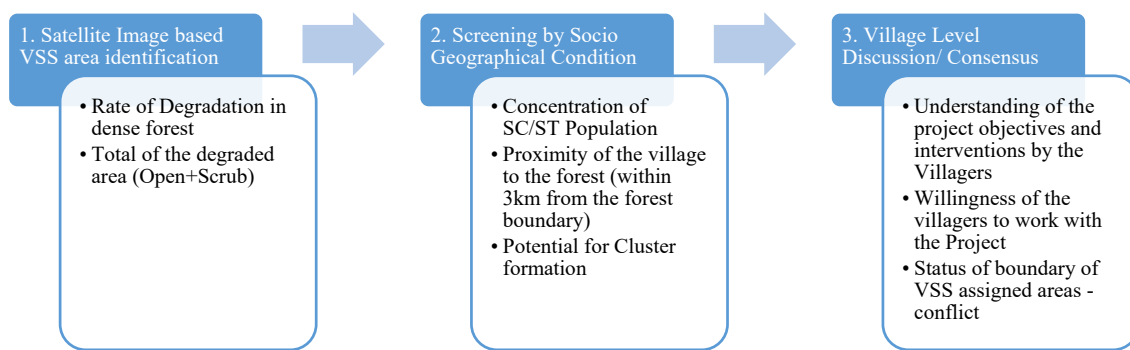 1. Satellite Image based
VSS area identification
• Rate of Degradation in
dense forest
• Total of the degraded
area (Open+Scrub)
2. Screening by Socio
Geographical Condition
• Concentration of
SC/ST Population
• Proximity of the village
to the forest (within
3km from the forest
boundary)
• Potential for Cluster
formation
3. Village Level
Discussion/ Consensus
• Understanding of the
project objectives and
interventions by the
Villagers
• Willingness of the
villagers to work with
the Project
• Status of boundary of
VSS assigned areas -
conflict